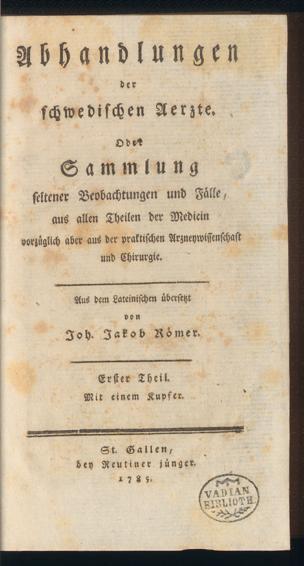 Abhandlungen
der
schwedischen Aerzte.
Oder
Sammlung
seltener Beobachtungen und Fälle,
aus allen Theilen der Medicin
vorzüglich aber aus der praktischen Arzneywissenschaft
und Chirurgie.
Aus dem Lateinischen übersetzt
von
Joh. Jakob Römer.
Erster Theil.
Mit einem Kupfer.
St. Gallen,
bey Reutiner jünger.
1785.
VADIAN
BIBLIOTH.